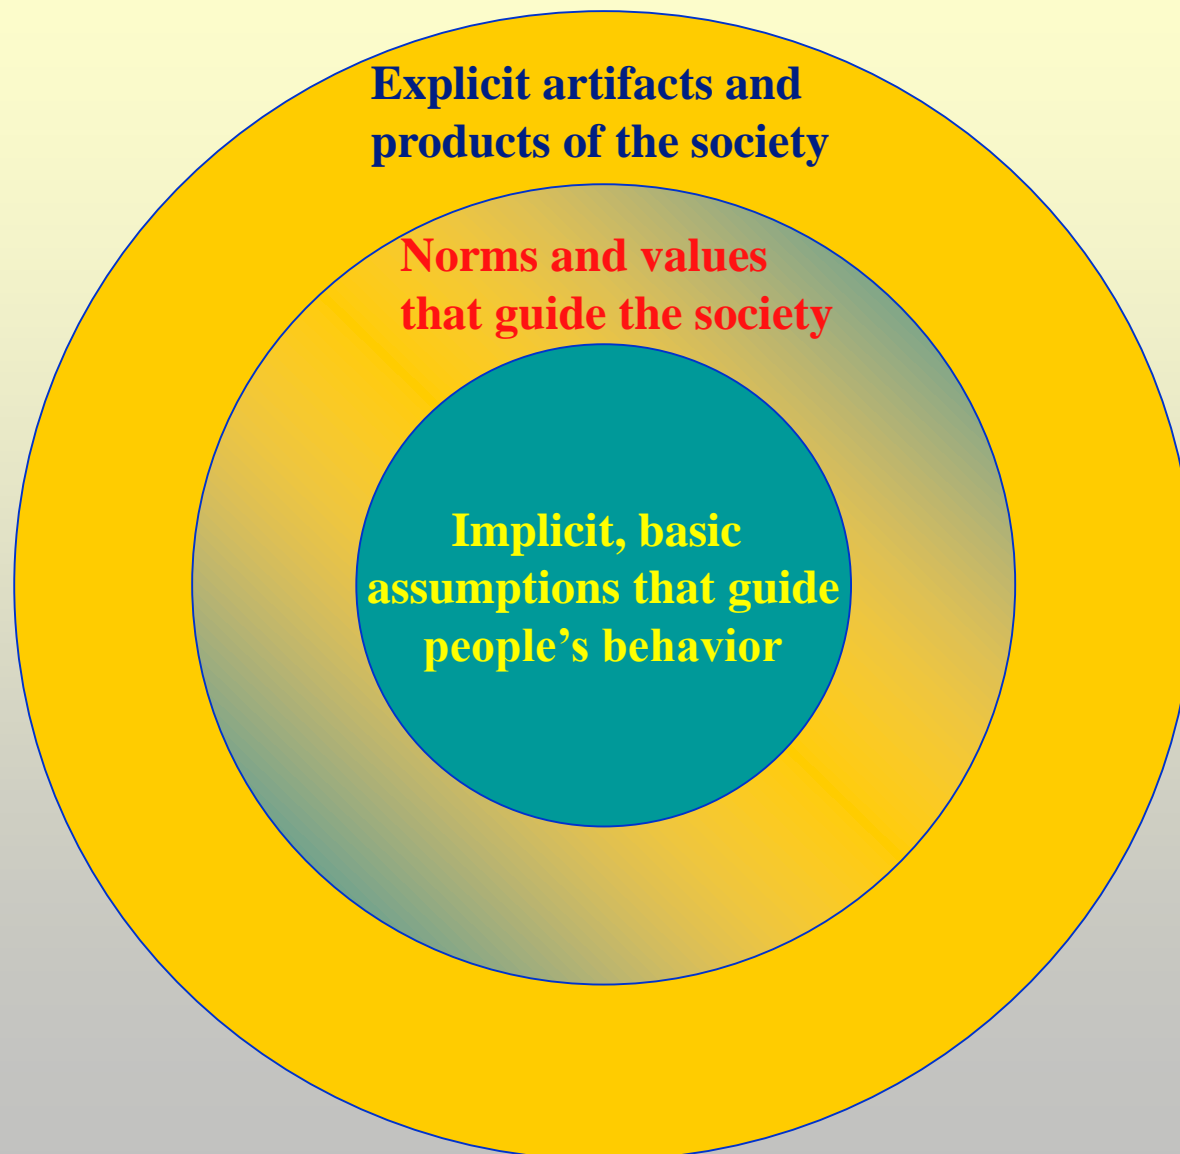 Explicit artifacts and
products of the society
Norms and values
that guide the society
Implicit, basic
assumptions that guide
people’s behavior